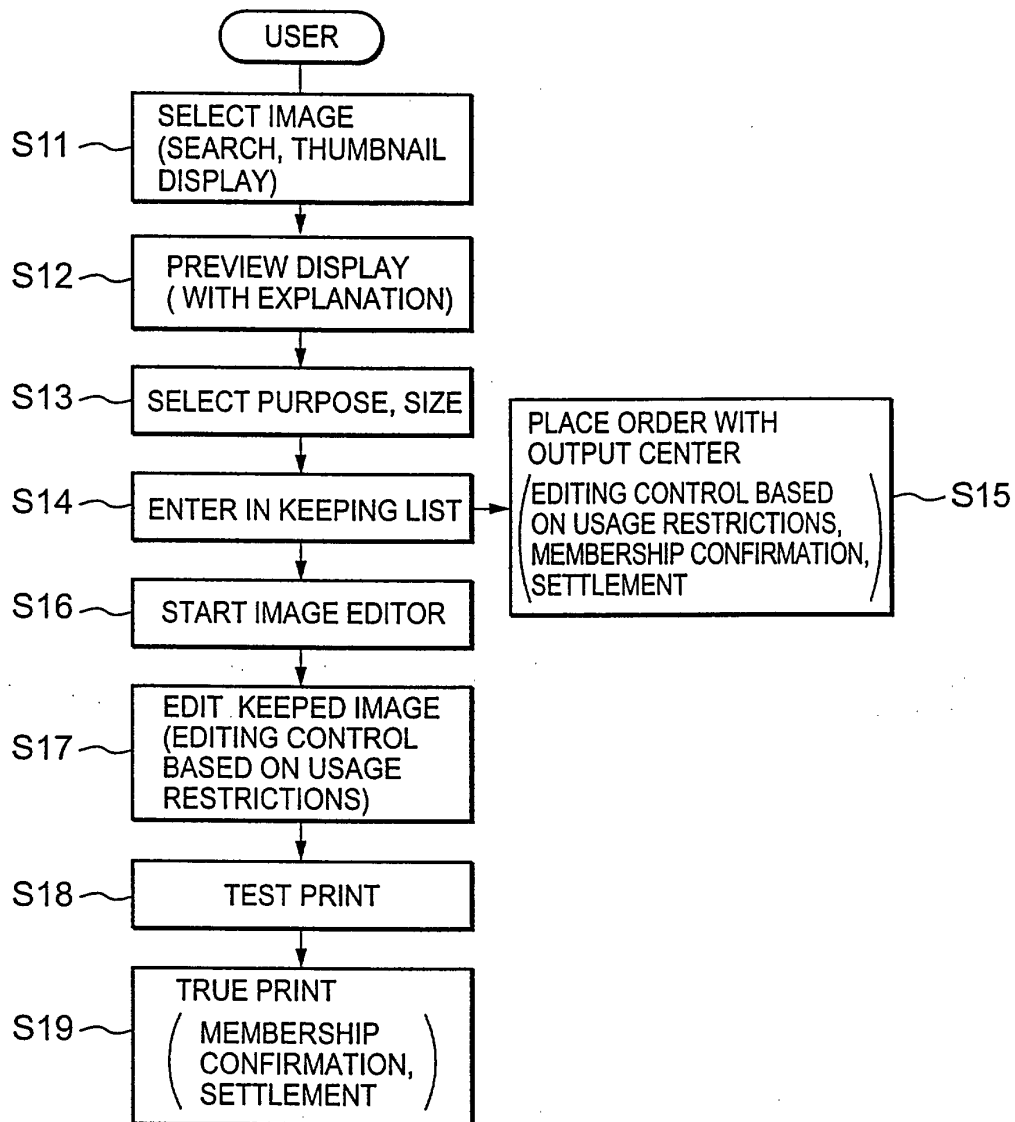 USER
S11
SELECT IMAGE
(SEARCH, THUMBNAIL
DISPLAY)
S12
PREVIEW DISPLAY
( WITH EXPLANATION)
S13
SELECT PURPOSE, SIZE
S14
ENTER IN KEEPING LIST
PLACE ORDER WITH
OUTPUT CENTER
(EDITING CONTROL BASED
ON USAGE RESTRICTIONS,
MEMBERSHIP CONFIRMATION,
SETTLEMENT)
S15
S16
START IMAGE EDITOR
S17
EDIT KEEPED IMAGE
(EDITING CONTROL
BASED ON USAGE
RESTRICTIONS)
S18
TEST PRINT
S19
TRUE PRINT
(MEMBERSHIP
CONFIRMATION,
SETTLEMENT)